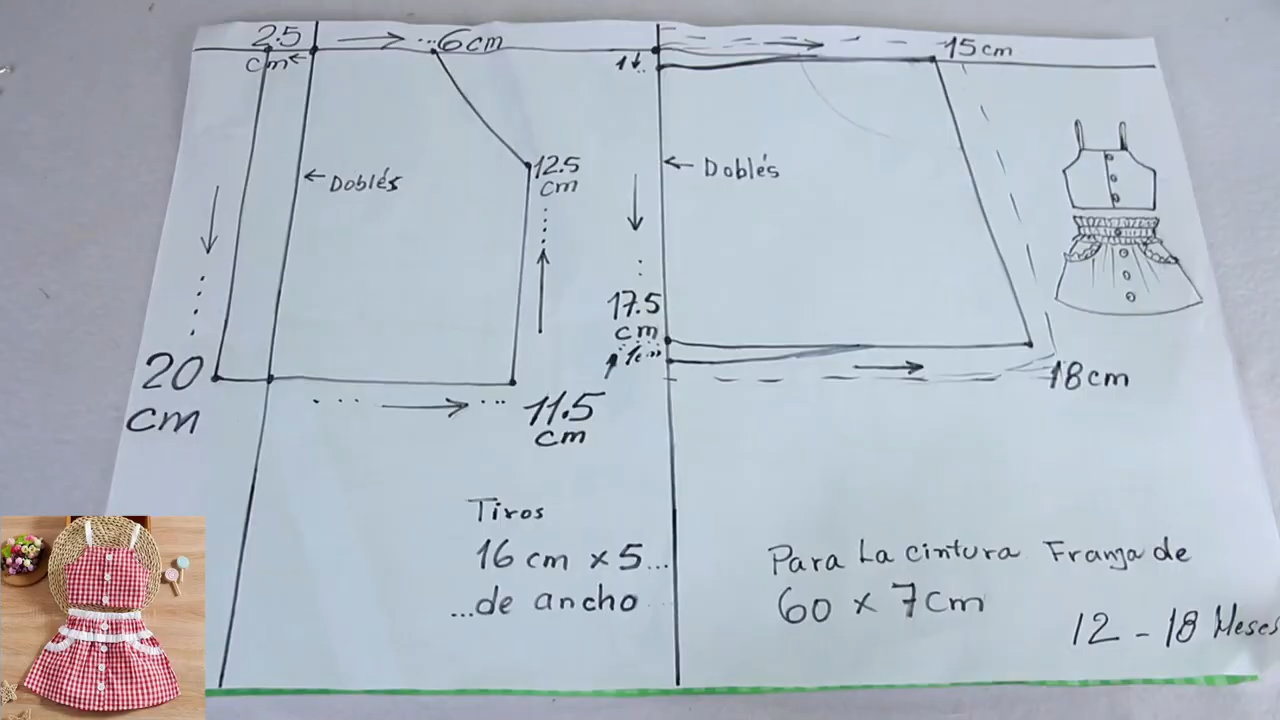 2.5
cm
...6cm
Doblés
12.5
cm
20
cm
11.5
cm
Tiros
16 cm x 5...
...de ancho
15cm
1
Doblés
17.5
cm
1cm
18cm
Para La cintura Franja de
60 x 7cm
12 - 18 Meses